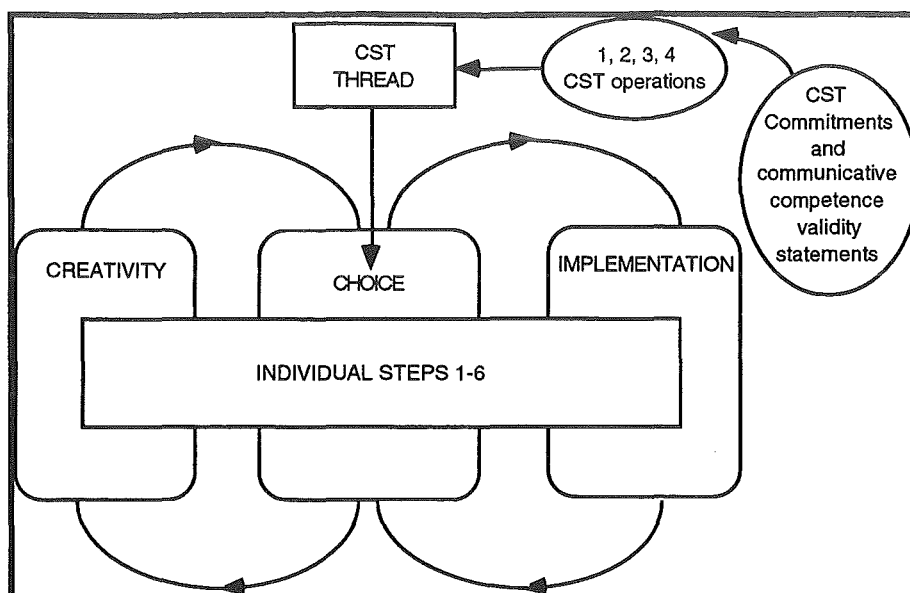 CST
THREAD
1, 2, 3, 4
CST operations
CST
Commitments
and
communicative
competence
validity
statements
CREATIVITY
CHOICE
IMPLEMENTATION
INDIVIDUAL STEPS 1-6